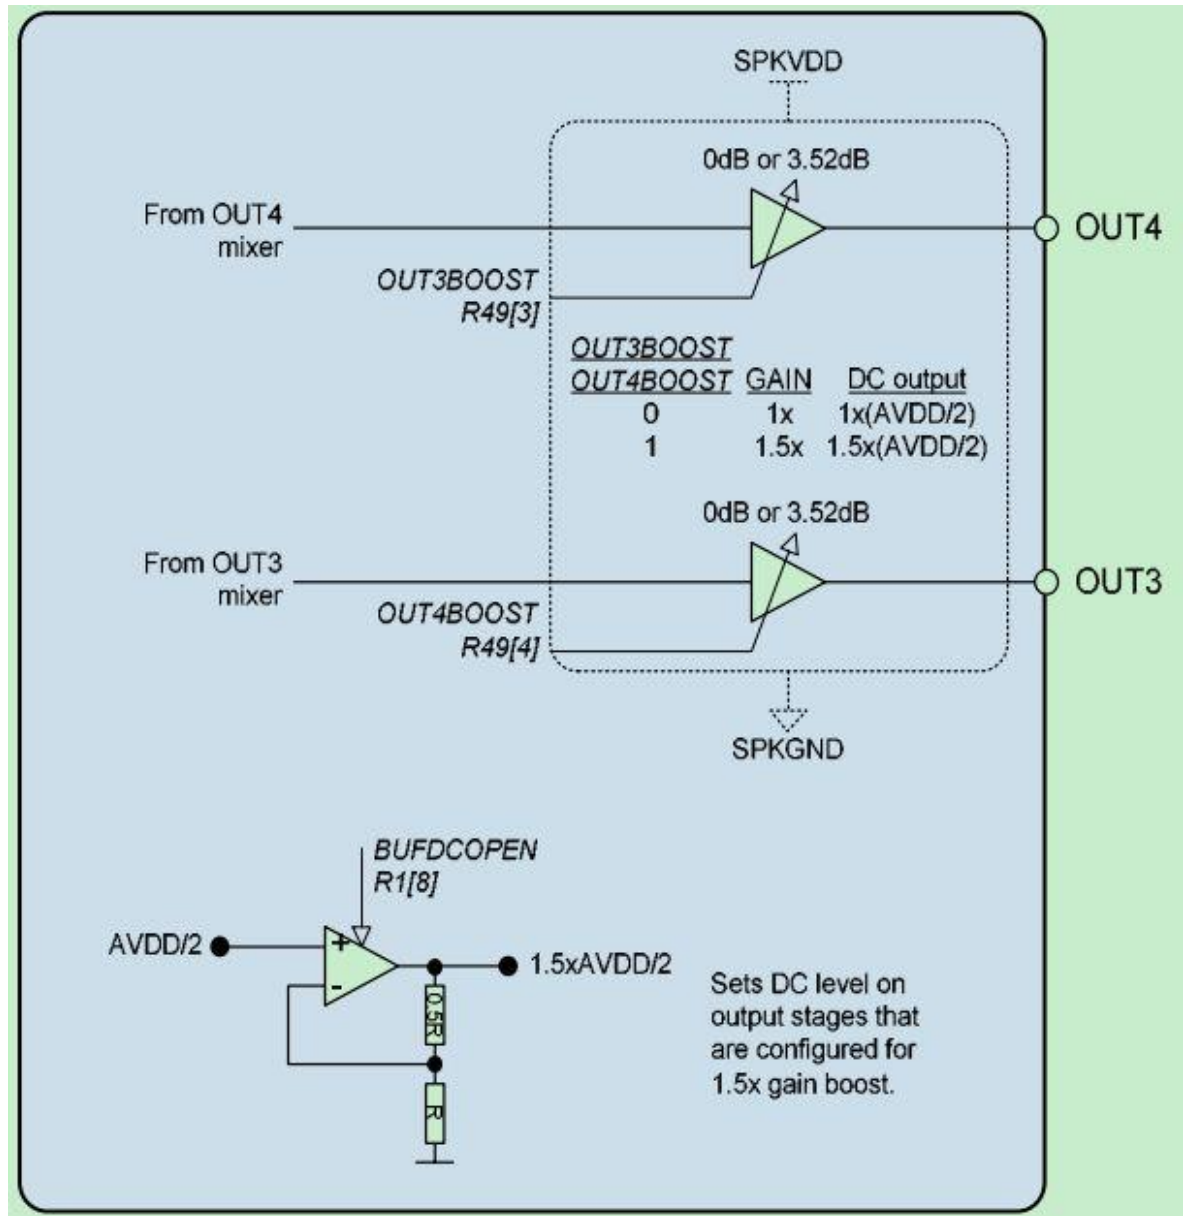 SPKVDD
0dB or 3.52dB
From OUT4
mixer
OUT4
OUT3BOOST
R49[3]
OUT3BOOST
OUT4BOOST GAIN DC output
0 1x 1x(AVDD/2)
1 1.5x 1.5x(AVDD/2)
0dB or 3.52dB
From OUT3
mixer
OUT3
OUT4BOOST
R49[4]
SPKGND
BUFDCOPEN
R1[8]
AVDD/2
+
-
1.5xAVDD/2
0.5R
R
Sets DC level on
output stages that
are configured for
1.5x gain boost.